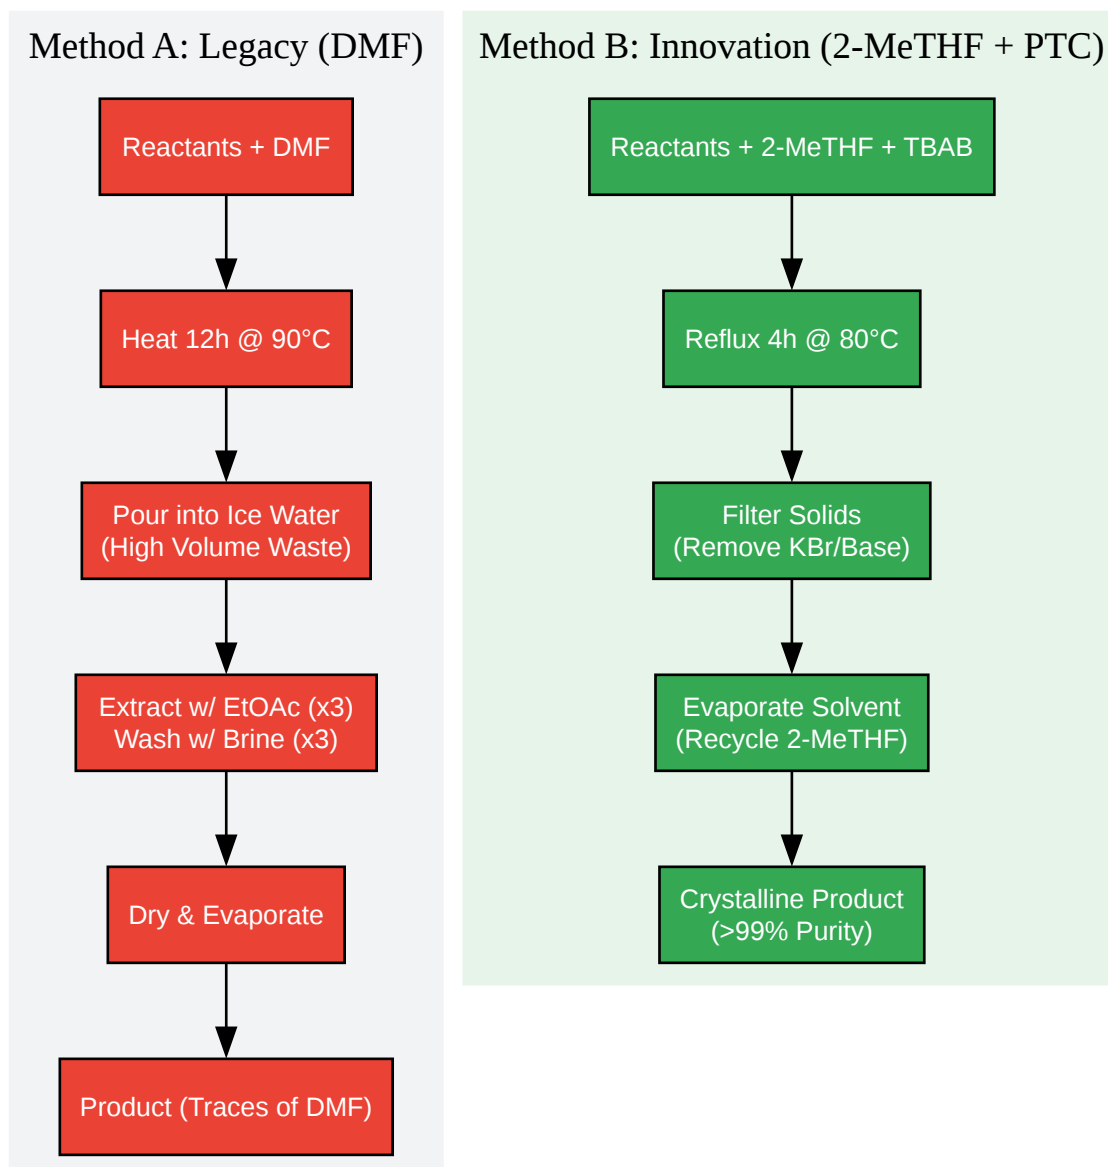 Method A: Legacy (DMF)
Reactants + DMF
Heat 12h @ 90°C
Pour into Ice Water
(High Volume Waste)
Extract w/ EtOAc (x3)
Wash w/ Brine (x3)
Dry & Evaporate
Product (Traces of DMF)
Method B: Innovation (2-MeTHF + PTC)
Reactants + 2-MeTHF + TBAB
Reflux 4h @ 80°C
Filter Solids
(Remove KBr/Base)
Evaporate Solvent
(Recycle 2-MeTHF)
Crystalline Product
(>99% Purity)